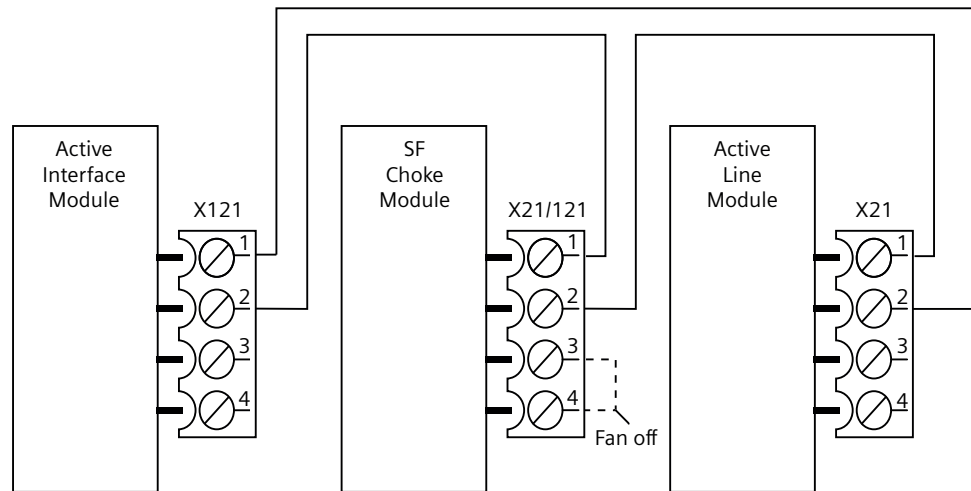 Active
Interface
Module
X121
1
2
3
4
SF
Choke
Module
X21/121
1
2
3
4
Fan off
Active
Line
Module
X21
1
2
3
4